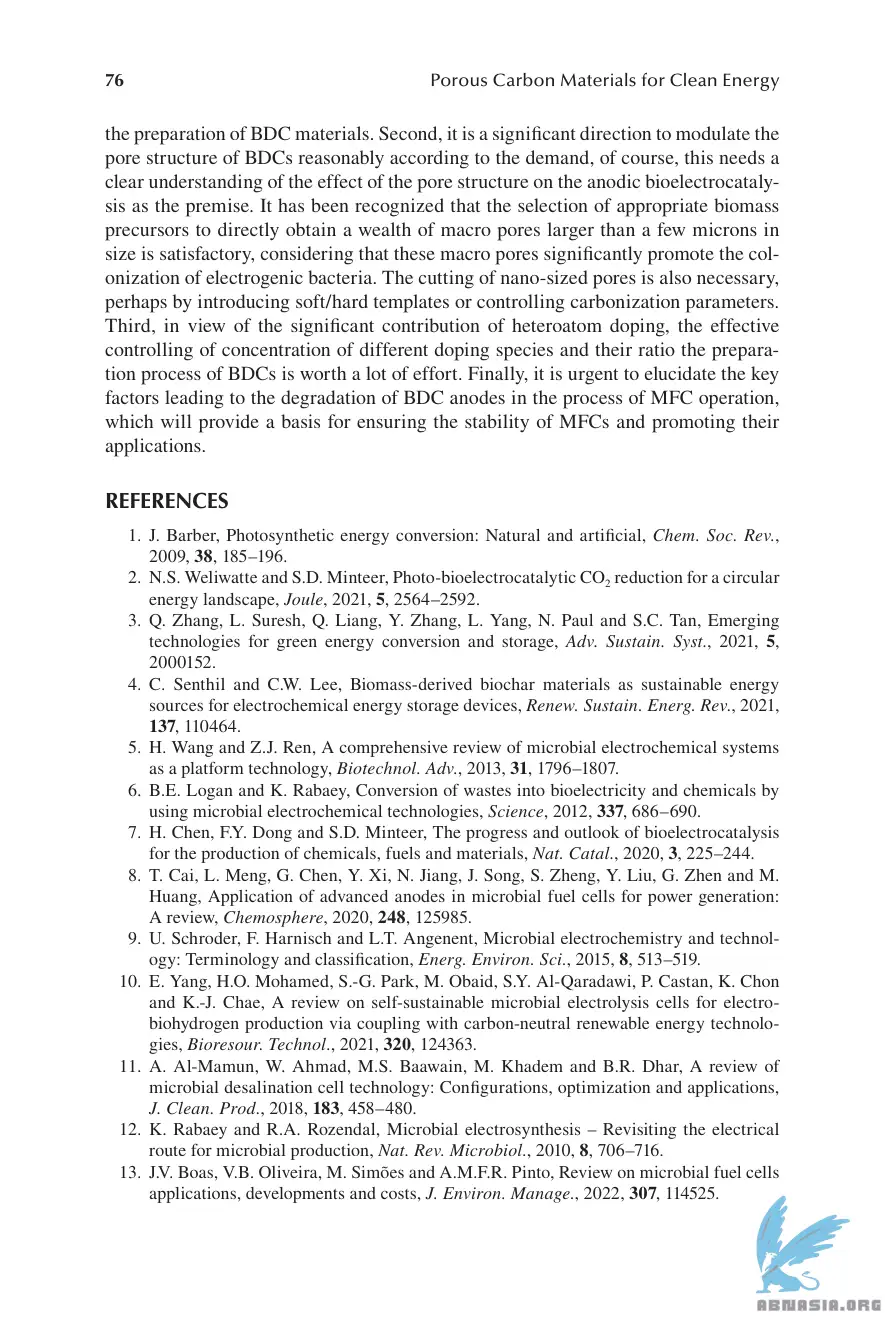 76 Porous Carbon Materials for Clean Energy
the preparation of BDC materials. Second, it is a significant direction to modulate the
pore structure of BDCs reasonably according to the demand, of course, this needs a
clear understanding of the effect of the pore structure on the anodic bioelectrocataly-
sis as the premise. It has been recognized that the selection of appropriate biomass
precursors to directly obtain a wealth of macro pores larger than a few microns in
size is satisfactory, considering that these macro pores significantly promote the col-
onization of electrogenic bacteria. The cutting of nano-sized pores is also necessary,
perhaps by introducing soft/hard templates or controlling carbonization parameters.
Third, in view of the significant contribution of heteroatom doping, the effective
controlling of concentration of different doping species and their ratio the prepara-
tion process of BDCs is worth a lot of effort. Finally, it is urgent to elucidate the key
factors leading to the degradation of BDC anodes in the process of MFC operation,
which will provide a basis for ensuring the stability of MFCs and promoting their
applications.
REFERENCES
1. J. Barber, Photosynthetic energy conversion: Natural and artificial, Chem. Soc. Rev.,
2009, 38, 185–196.
2. N.S. Weliwatte and S.D. Minteer, Photo-bioelectrocatalytic CO₂ reduction for a circular
energy landscape, Joule, 2021, 5, 2564–2592.
3. Q. Zhang, L. Suresh, Q. Liang, Y. Zhang, L. Yang, N. Paul and S.C. Tan, Emerging
technologies for green energy conversion and storage, Adv. Sustain. Syst., 2021, 5,
2000152.
4. C. Senthil and C.W. Lee, Biomass-derived biochar materials as sustainable energy
sources for electrochemical energy storage devices, Renew. Sustain. Energ. Rev., 2021,
137, 110464.
5. H. Wang and Z.J. Ren, A comprehensive review of microbial electrochemical systems
as a platform technology, Biotechnol. Adv., 2013, 31, 1796–1807.
6. B.E. Logan and K. Rabaey, Conversion of wastes into bioelectricity and chemicals by
using microbial electrochemical technologies, Science, 2012, 337, 686–690.
7. H. Chen, F.Y. Dong and S.D. Minteer, The progress and outlook of bioelectrocatalysis
for the production of chemicals, fuels and materials, Nat. Catal., 2020, 3, 225–244.
8. T. Cai, L. Meng, G. Chen, Y. Xi, N. Jiang, J. Song, S. Zheng, Y. Liu, G. Zhen and M.
Huang, Application of advanced anodes in microbial fuel cells for power generation:
A review, Chemosphere, 2020, 248, 125985.
9. U. Schroder, F. Harnisch and L.T. Angenent, Microbial electrochemistry and technol-
ogy: Terminology and classification, Energ. Environ. Sci., 2015, 8, 513–519.
10. E. Yang, H.O. Mohamed, S.-G. Park, M. Obaid, S.Y. Al-Qaradawi, P. Castan, K. Chon
and K.-J. Chae, A review on self-sustainable microbial electrolysis cells for electro-
biohydrogen production via coupling with carbon-neutral renewable energy technolo-
gies, Bioresour. Technol., 2021, 320, 124363.
11. A. Al-Mamun, W. Ahmad, M.S. Baawain, M. Khadem and B.R. Dhar, A review of
microbial desalination cell technology: Configurations, optimization and applications,
J. Clean. Prod., 2018, 183, 458–480.
12. K. Rabaey and R.A. Rozendal, Microbial electrosynthesis – Revisiting the electrical
route for microbial production, Nat. Rev. Microbiol., 2010, 8, 706–716.
13. J.V. Boas, V.B. Oliveira, M. Simões and A.M.F.R. Pinto, Review on microbial fuel cells
applications, developments and costs, J. Environ. Manage., 2022, 307, 114525.
ABNASIA.ORG